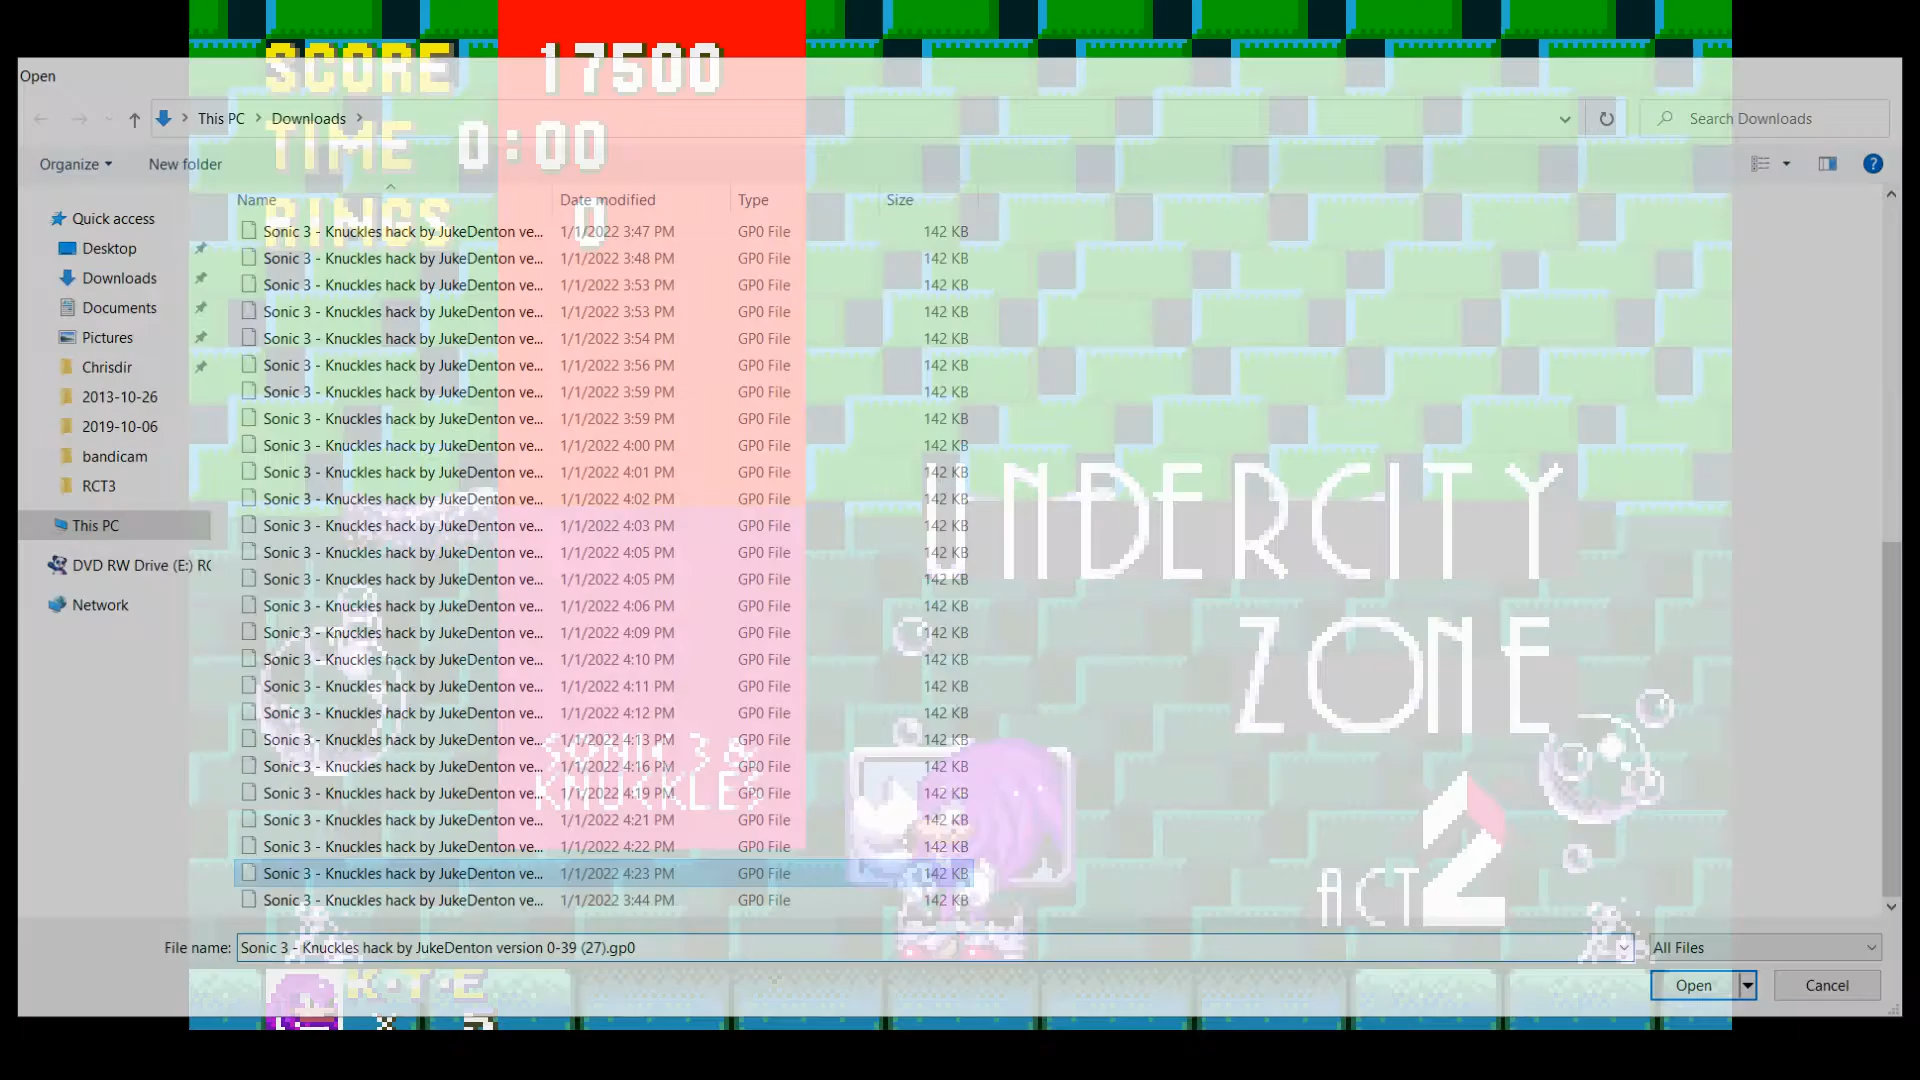 Open
SCORE 17500
This PC Downloads Search Downloads
TIME 0:00
Organize New folder
RINGS 0
Name Date modified Type Size
Sonic 3 - Knuckles hack by JukeDenton ve... 1/1/2022 3:47 PM GP0 File 142 KB
Sonic 3 - Knuckles hack by JukeDenton ve... 1/1/2022 3:48 PM GP0 File 142 KB
Sonic 3 - Knuckles hack by JukeDenton ve... 1/1/2022 3:53 PM GP0 File 142 KB
Sonic 3 - Knuckles hack by JukeDenton ve... 1/1/2022 3:53 PM GP0 File 142 KB
Sonic 3 - Knuckles hack by JukeDenton ve... 1/1/2022 3:54 PM GP0 File 142 KB
Sonic 3 - Knuckles hack by JukeDenton ve... 1/1/2022 3:56 PM GP0 File 142 KB
Sonic 3 - Knuckles hack by JukeDenton ve... 1/1/2022 3:59 PM GP0 File 142 KB
Sonic 3 - Knuckles hack by JukeDenton ve... 1/1/2022 3:59 PM GP0 File 142 KB
Sonic 3 - Knuckles hack by JukeDenton ve... 1/1/2022 4:00 PM GP0 File 142 KB
Sonic 3 - Knuckles hack by JukeDenton ve... 1/1/2022 4:01 PM GP0 File 142 KB
Sonic 3 - Knuckles hack by JukeDenton ve... 1/1/2022 4:02 PM GP0 File 142 KB
Sonic 3 - Knuckles hack by JukeDenton ve... 1/1/2022 4:03 PM GP0 File 142 KB
Sonic 3 - Knuckles hack by JukeDenton ve... 1/1/2022 4:05 PM GP0 File 142 KB
Sonic 3 - Knuckles hack by JukeDenton ve... 1/1/2022 4:05 PM GP0 File 142 KB
Sonic 3 - Knuckles hack by JukeDenton ve... 1/1/2022 4:06 PM GP0 File 142 KB
Sonic 3 - Knuckles hack by JukeDenton ve... 1/1/2022 4:09 PM GP0 File 142 KB
Sonic 3 - Knuckles hack by JukeDenton ve... 1/1/2022 4:10 PM GP0 File 142 KB
Sonic 3 - Knuckles hack by JukeDenton ve... 1/1/2022 4:11 PM GP0 File 142 KB
Sonic 3 - Knuckles hack by JukeDenton ve... 1/1/2022 4:12 PM GP0 File 142 KB
Sonic 3 - Knuckles hack by JukeDenton ve... 1/1/2022 4:13 PM GP0 File 142 KB
Sonic 3 - Knuckles hack by JukeDenton ve... 1/1/2022 4:16 PM GP0 File 142 KB
Sonic 3 - Knuckles hack by JukeDenton ve... 1/1/2022 4:19 PM GP0 File 142 KB
Sonic 3 - Knuckles hack by JukeDenton ve... 1/1/2022 4:21 PM GP0 File 142 KB
Sonic 3 - Knuckles hack by JukeDenton ve... 1/1/2022 4:22 PM GP0 File 142 KB
Sonic 3 - Knuckles hack by JukeDenton ve... 1/1/2022 4:23 PM GP0 File 142 KB
Sonic 3 - Knuckles hack by JukeDenton ve... 1/1/2022 3:44 PM GP0 File 142 KB
Quick access
Desktop
Downloads
Documents
Pictures
Chrisdir
2013-10-26
2019-10-06
bandicam
RCT3
This PC
DVD RW Drive (E:) RC
Network
UNDERCITY
ZONE
ACT 2
SONIC 3 &
KNUCKLES
File name: Sonic 3 - Knuckles hack by JukeDenton version 0-39 (27).gp0 All Files
Open Cancel
K·T·E